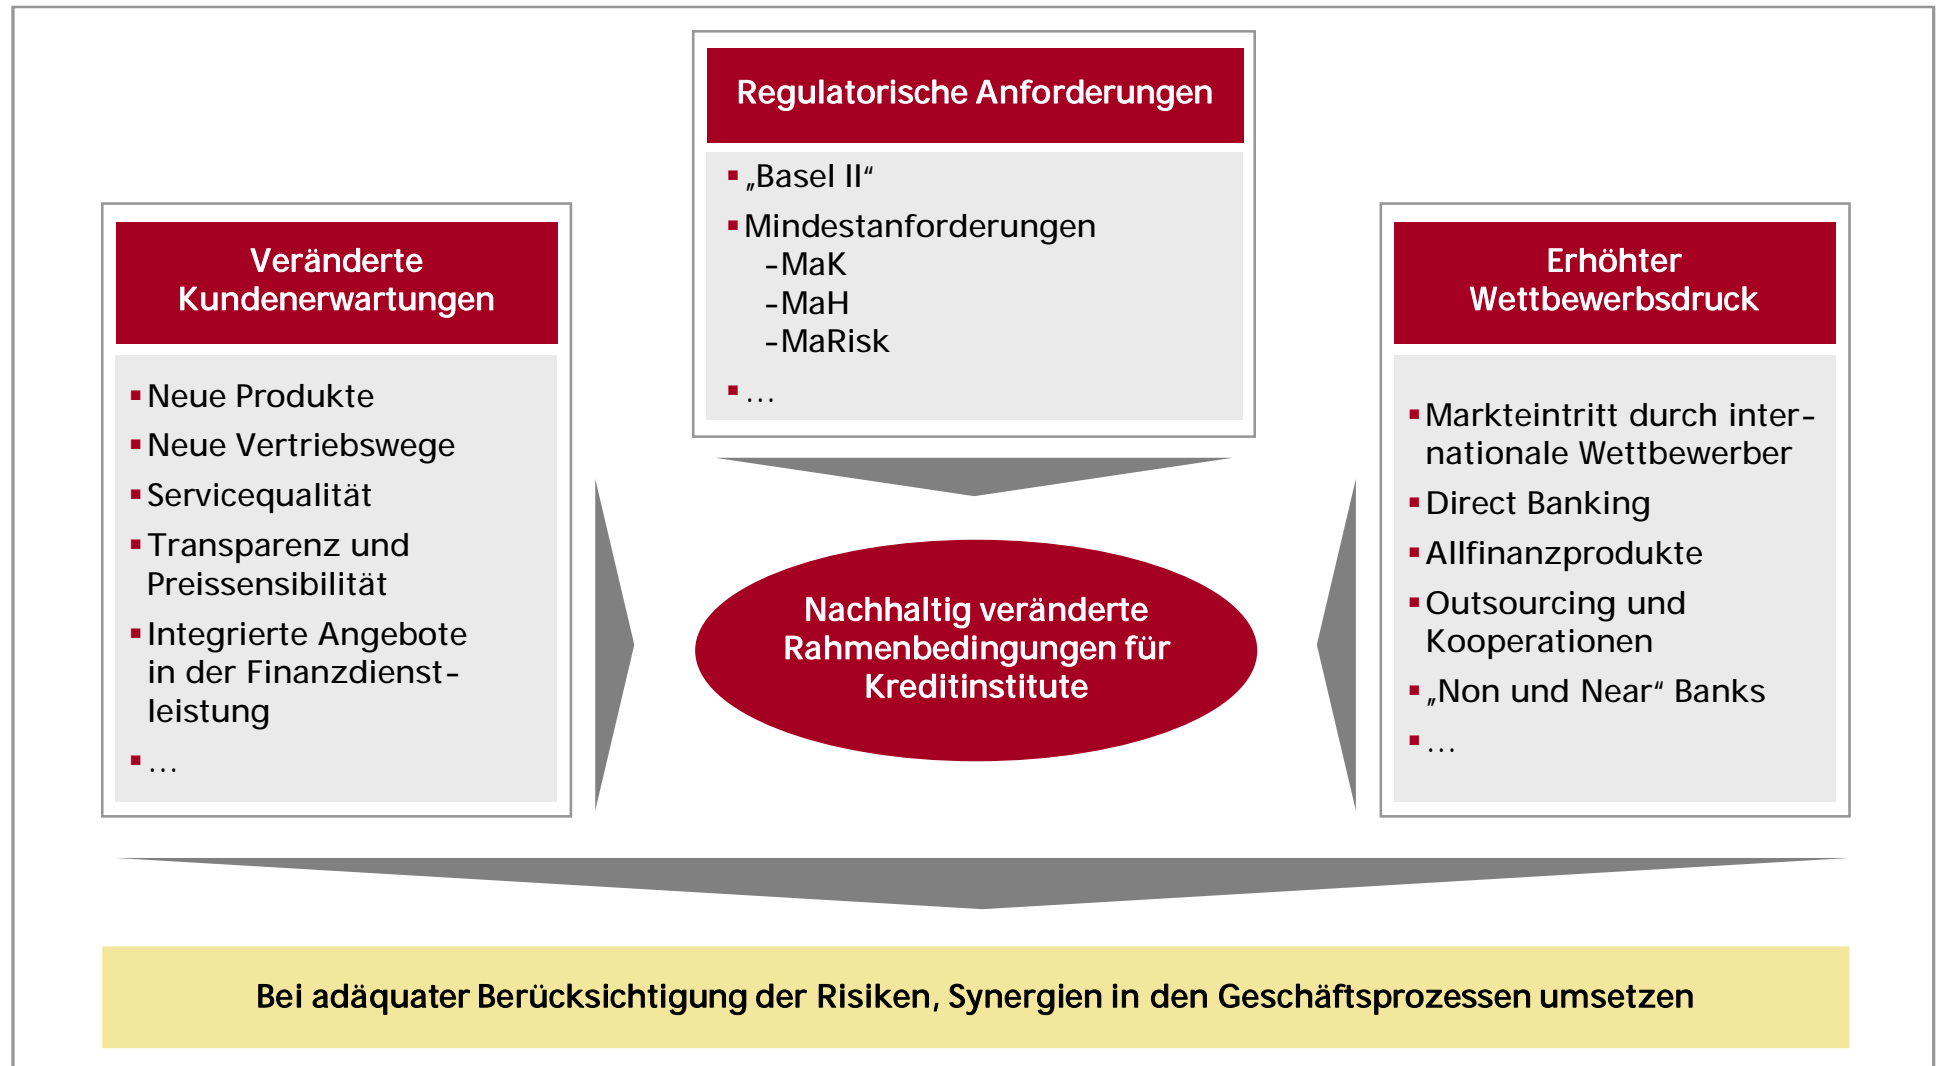 Regulatorische Anforderungen
▪„Basel II“
▪Mindestanforderungen
-MaK
-MaH
-MaRisk
▪...
Veränderte
Kundenerwartungen
▪Neue Produkte
▪Neue Vertriebswege
▪Servicequalität
▪Transparenz und
Preissensibilität
▪Integrierte Angebote
in der Finanzdienst-
leistung
▪...
Nachhaltig veränderte
Rahmenbedingungen für
Kreditinstitute
Erhöhter
Wettbewerbsdruck
▪Markteintritt durch inter-
nationale Wettbewerber
▪Direct Banking
▪Allfinanzprodukte
▪Outsourcing und
Kooperationen
▪„Non und Near“ Banks
▪...
Bei adäquater Berücksichtigung der Risiken, Synergien in den Geschäftsprozessen umsetzen